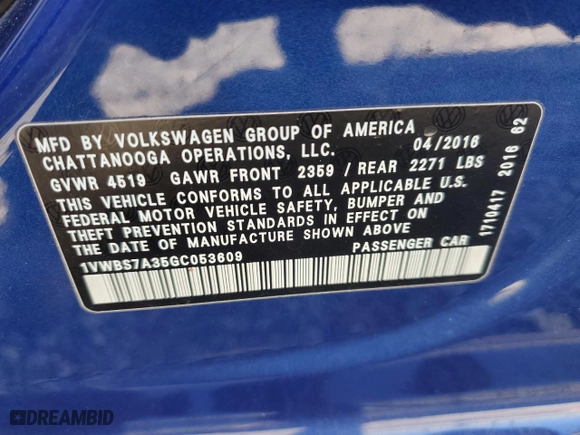 MFD BY VOLKSWAGEN GROUP OF AMERICA
CHATTANOOGA OPERATIONS, LLC. 04/2016
GVWR 4519 GAWR FRONT 2359 / REAR 2271 LBS
THIS VEHICLE CONFORMS TO ALL APPLICABLE U.S.
FEDERAL MOTOR VEHICLE SAFETY, BUMPER AND
THEFT PREVENTION STANDARDS IN EFFECT ON
THE DATE OF MANUFACTURE SHOWN ABOVE
1VWBS7A35GC053609 PASSENGER CAR
1710417 2016 62
DREAMBID